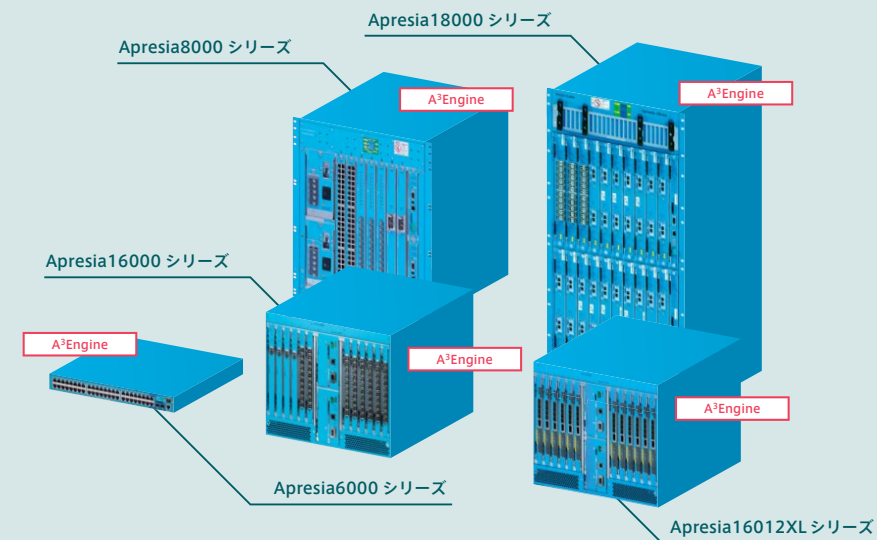 Apresia18000 シリーズ
Apresia8000 シリーズ
A³Engine
A³Engine
Apresia16000 シリーズ
A³Engine
A³Engine
A³Engine
Apresia6000 シリーズ
Apresia16012XL シリーズ